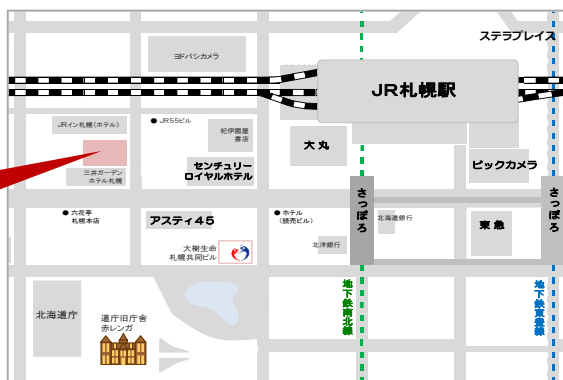 ステラプレイス
ヨドバシカメラ
JR札幌駅
JRイン札幌(ホテル)
● JR55ビル
紀伊國屋
書店
大丸
センチュリー
ロイヤルホテル
ビックカメラ
三井ガーデン
ホテル札幌
● 六花亭
札幌本店
アスティ45
● ホテル
(読売ビル)
さっぽろ
北海道銀行
東急
さっぽろ
大樹生命
札幌共同ビル
北洋銀行
北海道庁
道庁旧庁舎
赤レンガ
地下鉄南北線
地下鉄東豊線